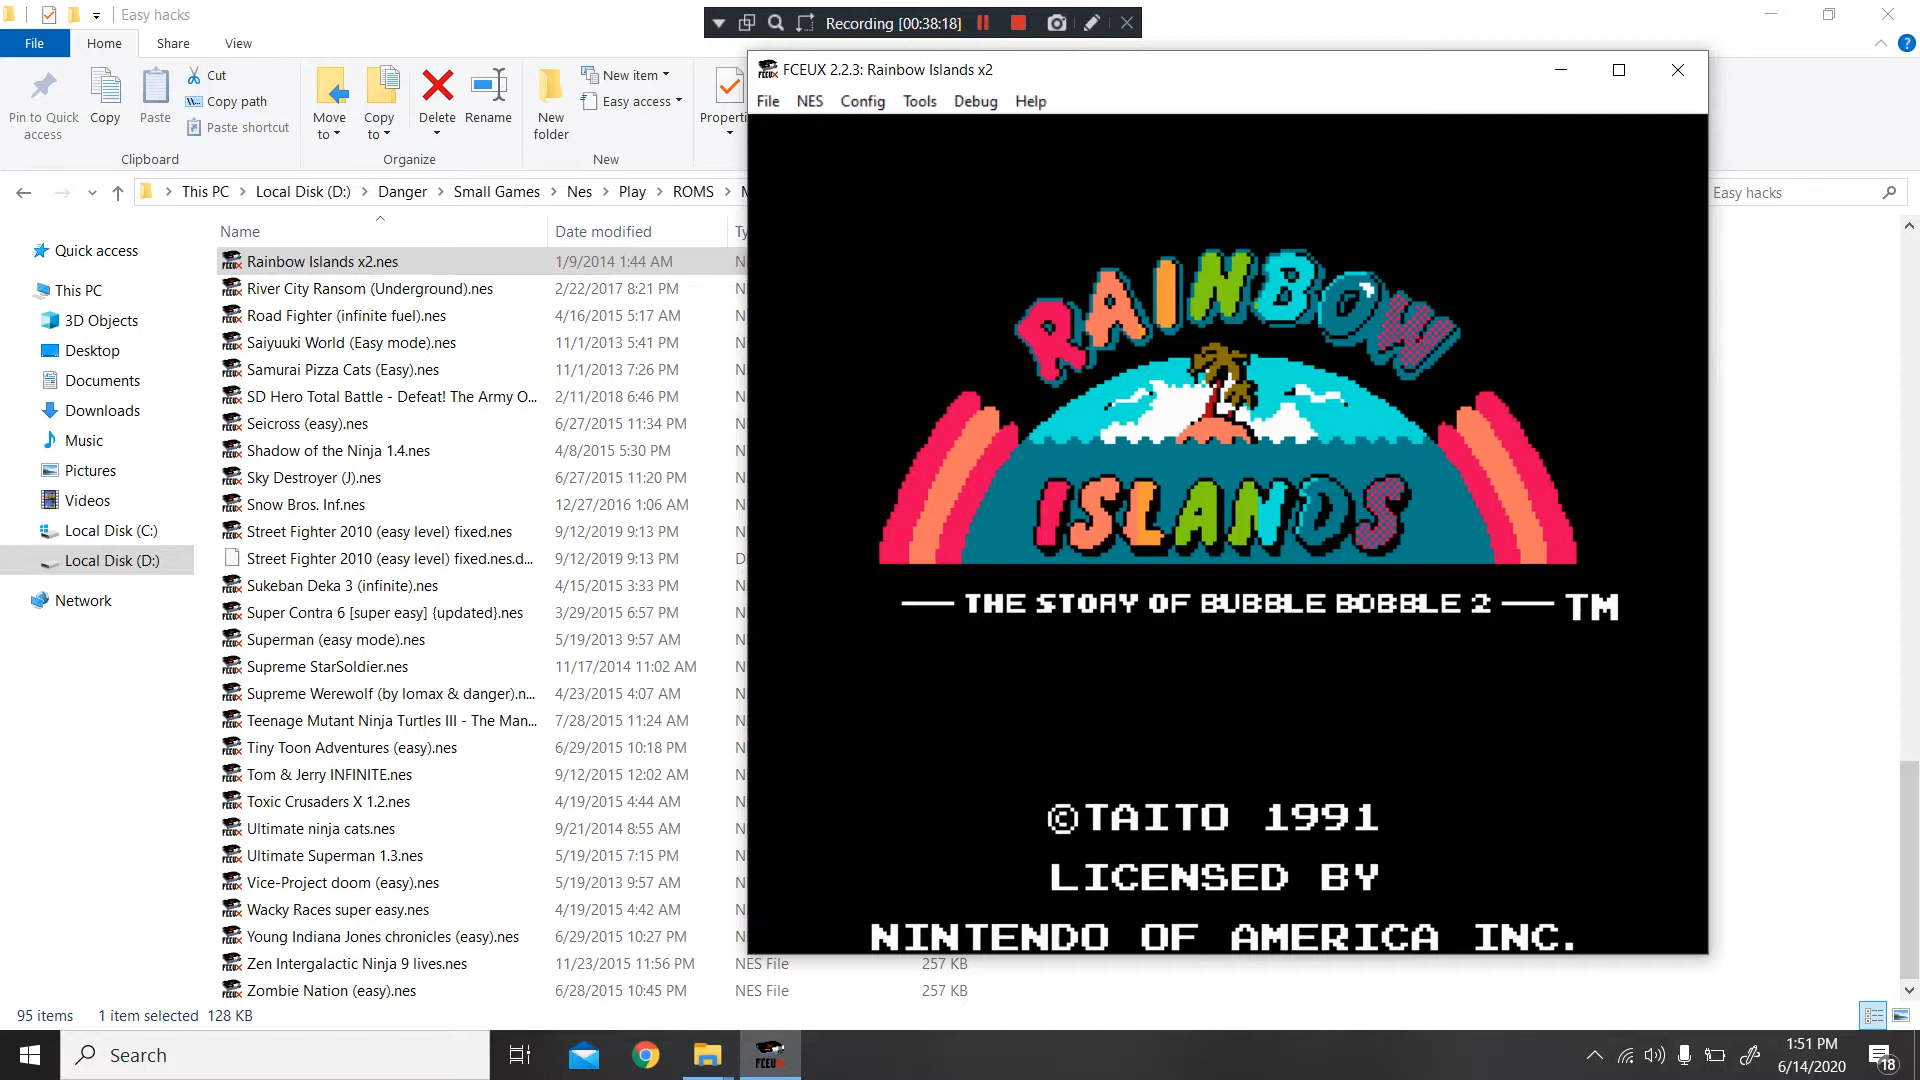 Easy hacks
Recording [00:38:18]
File
Home
Share
View
Pin to Quick access
Copy
Paste
Cut
Copy path
Paste shortcut
Clipboard
Move to
Copy to
Delete
Rename
Organize
New folder
New item
Easy access
New
Properti
FCEUX 2.2.3: Rainbow Islands x2
File NES Config Tools Debug Help
This PC > Local Disk (D:) > Danger > Small Games > Nes > Play > ROMS >
Easy hacks
Quick access
This PC
3D Objects
Desktop
Documents
Downloads
Music
Pictures
Videos
Local Disk (C:)
Local Disk (D:)
Network
Name Date modified Ty
Rainbow Islands x2.nes 1/9/2014 1:44 AM N
River City Ransom (Underground).nes 2/22/2017 8:21 PM N
Road Fighter (infinite fuel).nes 4/16/2015 5:17 AM N
Saiyuuki World (Easy mode).nes 11/1/2013 5:41 PM N
Samurai Pizza Cats (Easy).nes 11/1/2013 7:26 PM N
SD Hero Total Battle - Defeat! The Army O... 2/11/2018 6:46 PM N
Seicross (easy).nes 6/27/2015 11:34 PM N
Shadow of the Ninja 1.4.nes 4/8/2015 5:30 PM N
Sky Destroyer (J).nes 6/27/2015 11:20 PM N
Snow Bros. Inf.nes 12/27/2016 1:06 AM N
Street Fighter 2010 (easy level) fixed.nes 9/12/2019 9:13 PM N
Street Fighter 2010 (easy level) fixed.nes.d... 9/12/2019 9:13 PM D
Sukeban Deka 3 (infinite).nes 4/15/2015 3:33 PM N
Super Contra 6 [super easy] {updated}.nes 3/29/2015 6:57 PM N
Superman (easy mode).nes 5/19/2013 9:57 AM N
Supreme StarSoldier.nes 11/17/2014 11:02 AM N
Supreme Werewolf (by lomax & danger).n... 4/23/2015 4:07 AM N
Teenage Mutant Ninja Turtles III - The Man... 7/28/2015 11:24 AM N
Tiny Toon Adventures (easy).nes 6/29/2015 10:18 PM N
Tom & Jerry INFINITE.nes 9/12/2015 12:02 AM N
Toxic Crusaders X 1.2.nes 4/19/2015 4:44 AM N
Ultimate ninja cats.nes 9/21/2014 8:55 AM N
Ultimate Superman 1.3.nes 5/19/2015 7:15 PM N
Vice-Project doom (easy).nes 5/19/2013 9:57 AM N
Wacky Races super easy.nes 4/19/2015 4:42 AM N
Young Indiana Jones chronicles (easy).nes 6/29/2015 10:27 PM N
Zen Intergalactic Ninja 9 lives.nes 11/23/2015 11:56 PM NES File 257 KB
Zombie Nation (easy).nes 6/28/2015 10:45 PM NES File 257 KB
RAINBOW
ISLANDS
THE STORY OF BUBBLE BOBBLE 2 TM
©TAITO 1991
LICENSED BY
NINTENDO OF AMERICA INC.
95 items 1 item selected 128 KB
Search
FCEUX
1:51 PM
6/14/2020
18